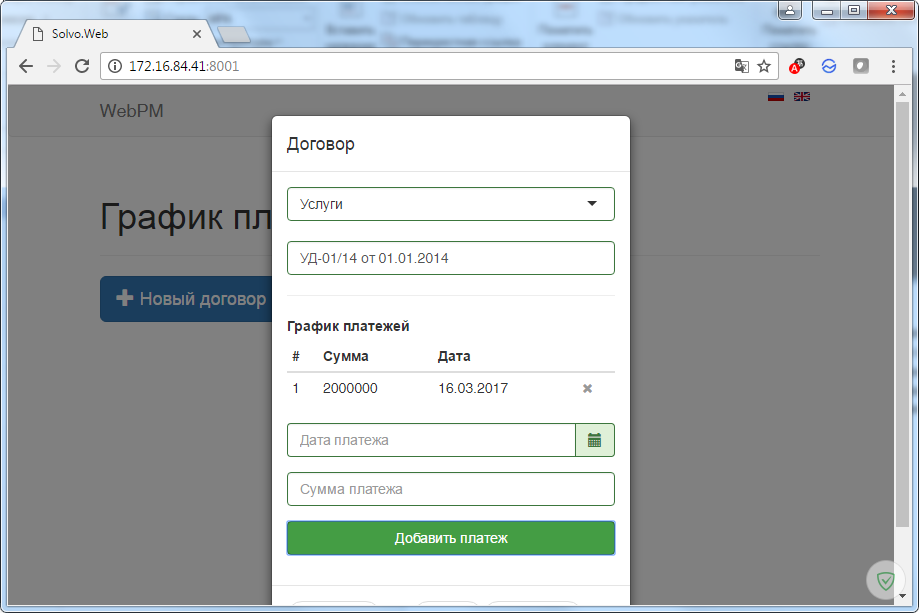 Solvo.Web
172.16.84.41:8001
WebPM
Договор
Услуги
График пл
УД-01/14 от 01.01.2014
Новый договор
График платежей
# Сумма Дата
1 2000000 16.03.2017
Дата платежа
Сумма платежа
Добавить платеж